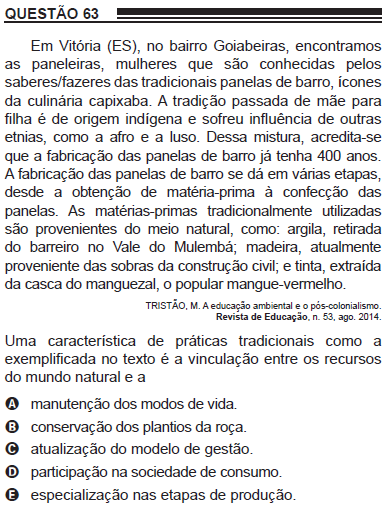 QUESTÃO 63
Em Vitória (ES), no bairro Goiabeiras, encontramos
as paneleiras, mulheres que são conhecidas pelos
saberes/fazeres das tradicionais panelas de barro, ícones
da culinária capixaba. A tradição passada de mãe para
filha é de origem indígena e sofreu influência de outras
etnias, como a afro e a luso. Dessa mistura, acredita-se
que a fabricação das panelas de barro já tenha 400 anos.
A fabricação das panelas de barro se dá em várias etapas,
desde a obtenção de matéria-prima à confecção das
panelas. As matérias-primas tradicionalmente utilizadas
são provenientes do meio natural, como: argila, retirada
do barreiro no Vale do Mulembá; madeira, atualmente
proveniente das sobras da construção civil; e tinta, extraída
da casca do manguezal, o popular mangue-vermelho.
TRISTÃO, M. A educação ambiental e o pós-colonialismo.
Revista de Educação, n. 53, ago. 2014.
Uma característica de práticas tradicionais como a
exemplificada no texto é a vinculação entre os recursos
do mundo natural e a
A manutenção dos modos de vida.
B conservação dos plantios da roça.
C atualização do modelo de gestão.
D participação na sociedade de consumo.
E especialização nas etapas de produção.